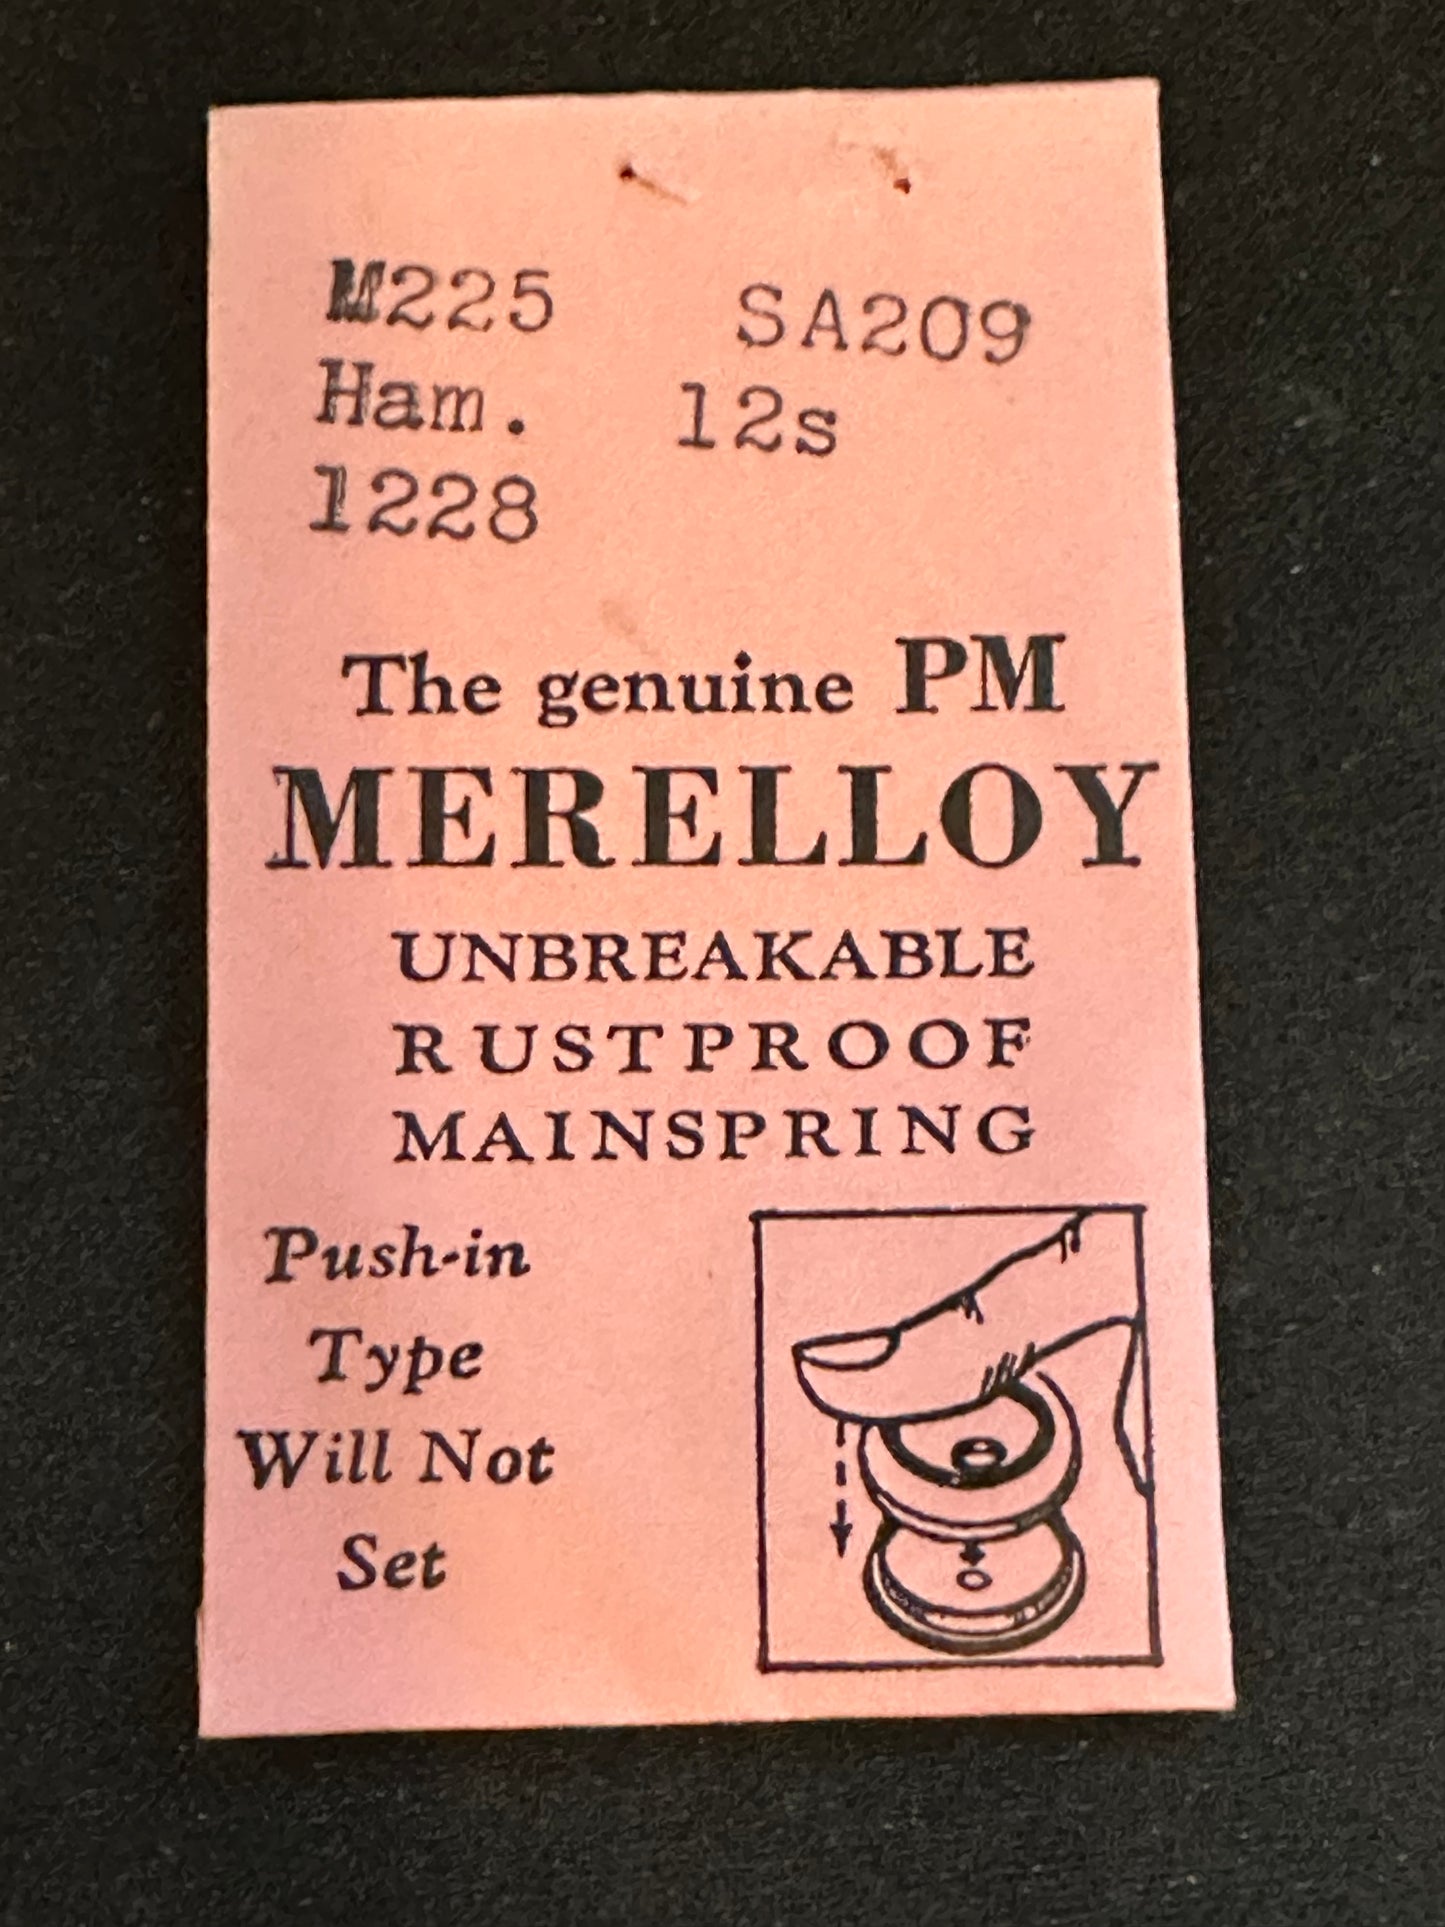 M225 SA209
Ham. 12s
1228
The genuine PM
MERELLOY
UNBREAKABLE
RUSTPROOF
MAINSPRING
Push-in
Type
Will Not
Set